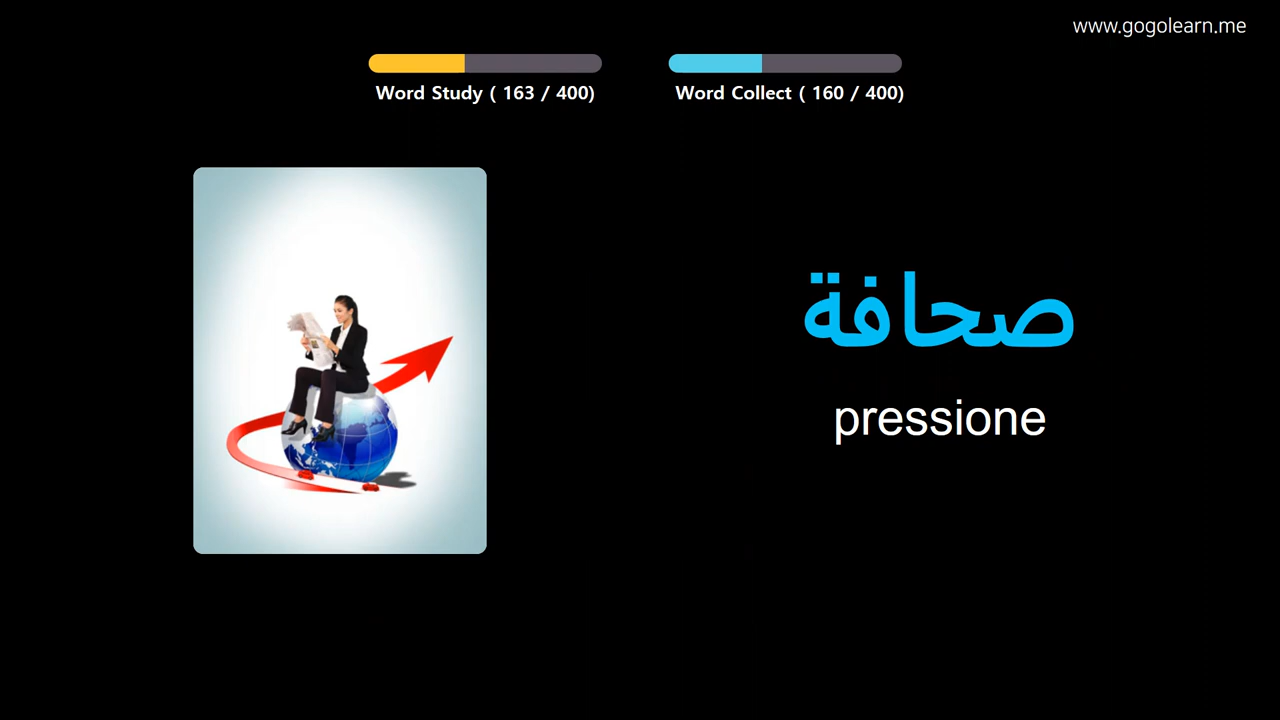 www.gogolearn.me
Word Study ( 163 / 400)
Word Collect ( 160 / 400)
صحافة
pressione